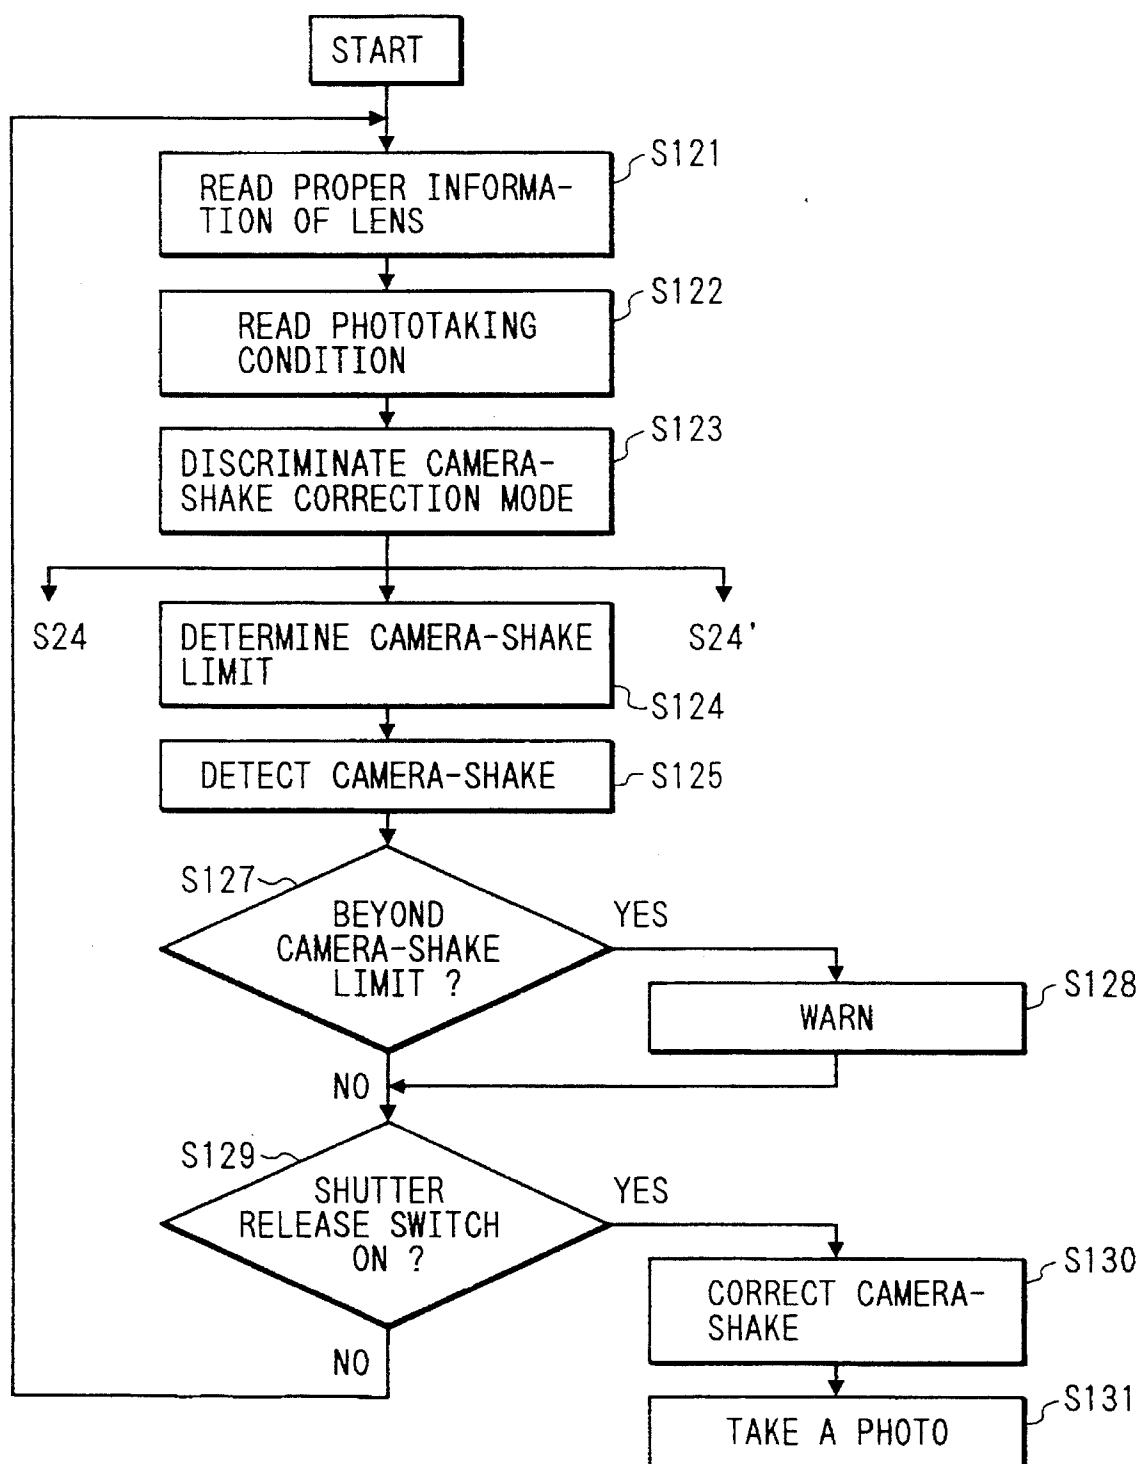 START
S121
READ PROPER INFORMA-
TION OF LENS
S122
READ PHOTOTAKING
CONDITION
S123
DISCRIMINATE CAMERA-
SHAKE CORRECTION MODE
S24
DETERMINE CAMERA-SHAKE
LIMIT
S24'
S124
DETECT CAMERA-SHAKE
S125
S127
BEYOND
CAMERA-SHAKE
LIMIT ?
YES
S128
WARN
NO
S129
SHUTTER
RELEASE SWITCH
ON ?
YES
S130
CORRECT CAMERA-
SHAKE
NO
S131
TAKE A PHOTO